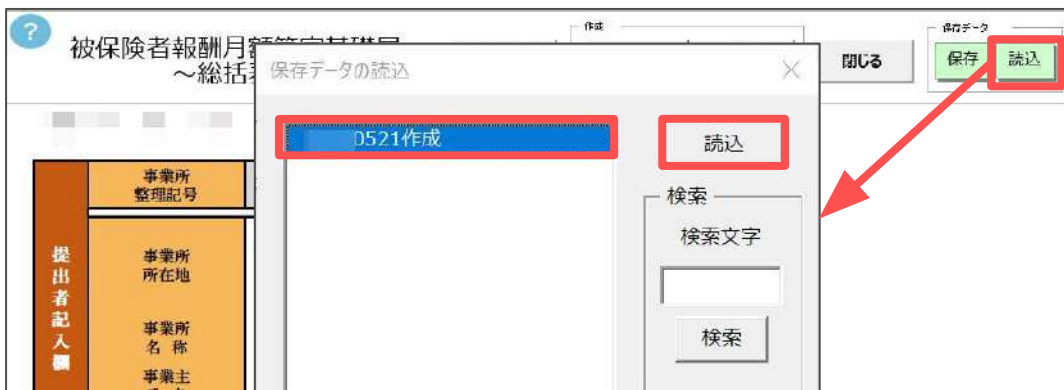 ?
作成
保存データ
被保険者報酬月額算定基礎届
～総括表
閉じる
保存
読込
保存データの読込
0521作成
読込
検索
検索文字
検索
提出者記入欄
事業所
整理記号
事業所
所在地
事業所
名 称
事業主